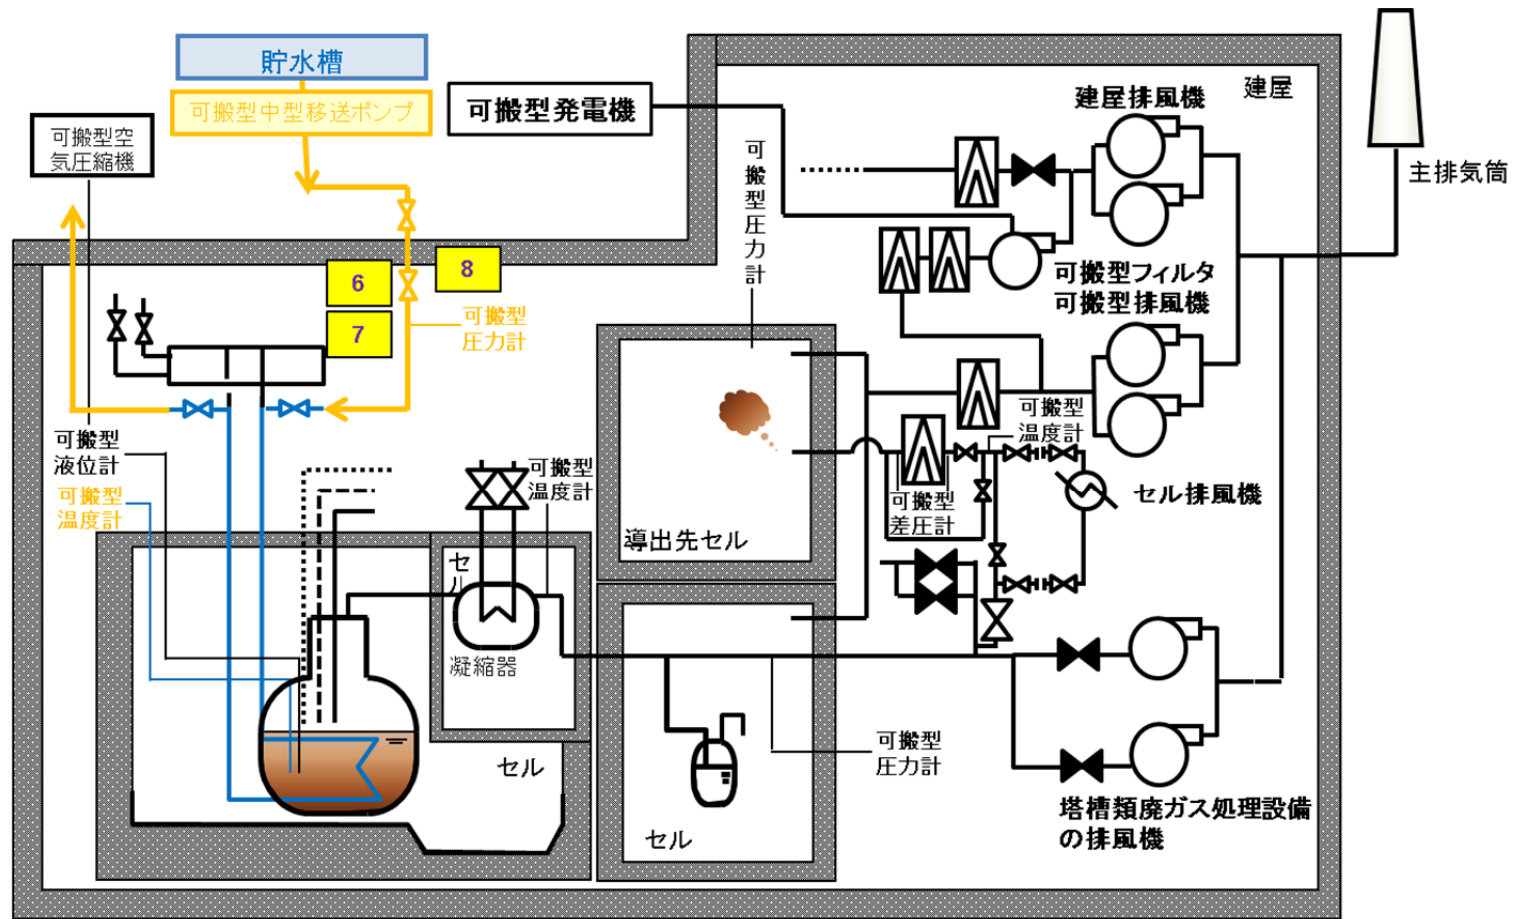 貯水槽
可搬型中型移送ポンプ
可搬型発電機
可搬型空
気圧縮機
建屋
建屋排風機
主排気筒
可搬型圧力計
6
8
7
可搬型
圧力計
可搬型フィルタ
可搬型排風機
可搬型
温度計
可搬型
液位計
可搬型
温度計
可搬型
温度計
可搬型
差圧計
セル排風機
導出先セル
セル
凝縮器
セル
セル
可搬型
圧力計
塔槽類廃ガス処理設備
の排風機